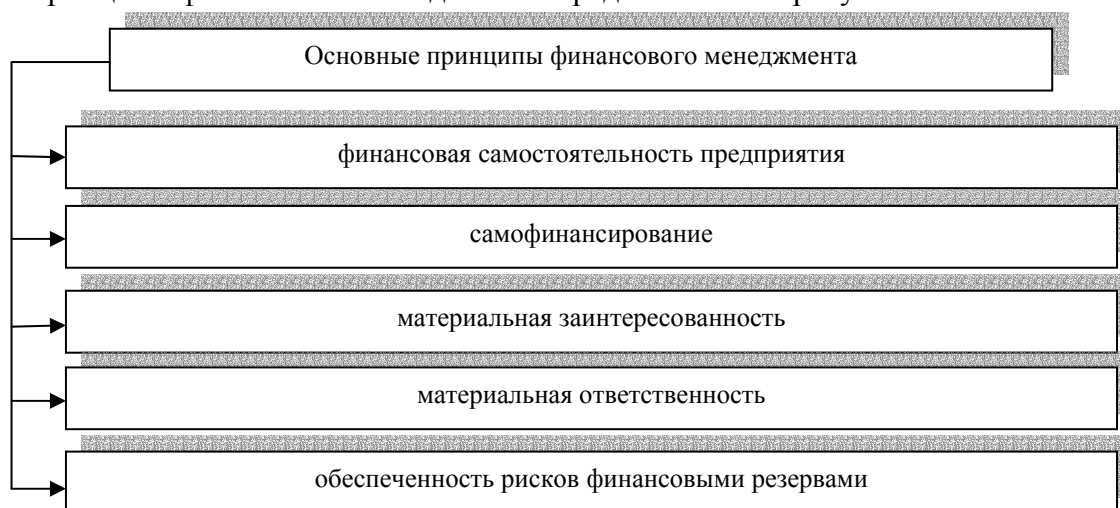 Основные принципы финансового менеджмента
финансовая самостоятельность предприятия
самофинансирование
материальная заинтересованность
материальная ответственность
обеспеченность рисков финансовыми резервами